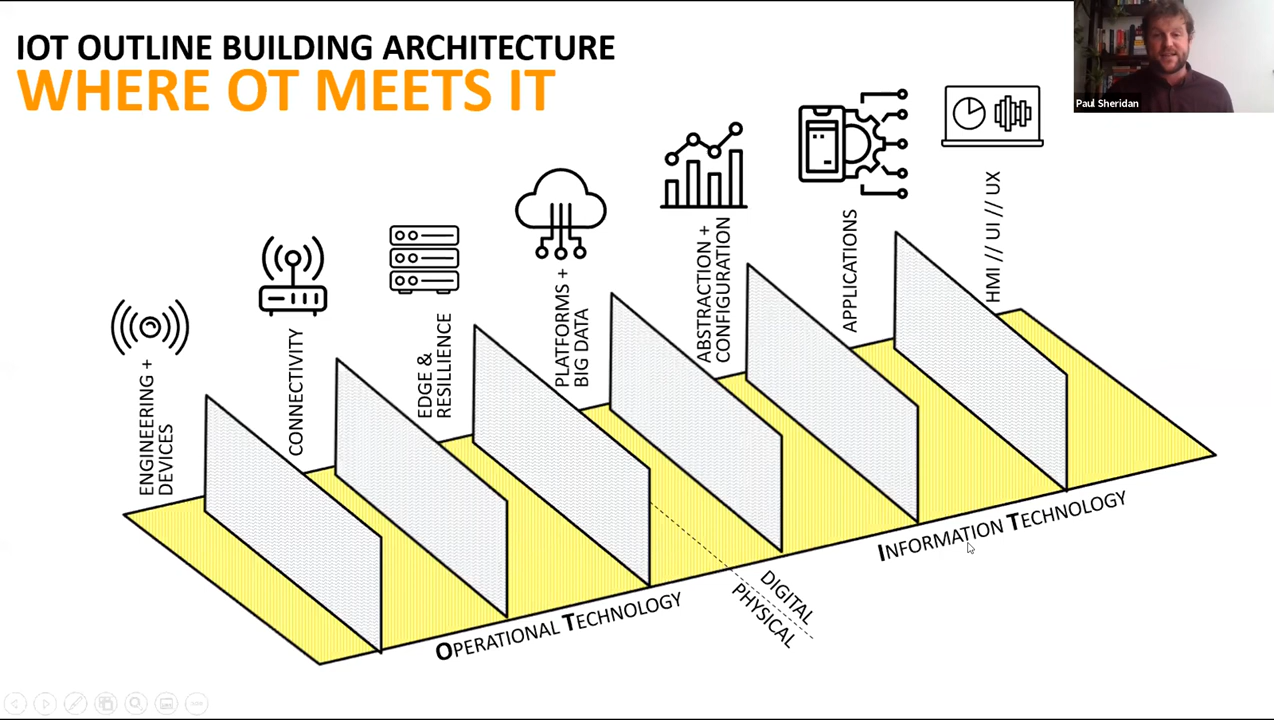 IOT OUTLINE BUILDING ARCHITECTURE
WHERE OT MEETS IT
Paul Sheridan
ENGINEERING +
DEVICES
CONNECTIVITY
EDGE &
RESILLIENCE
PLATFORMS +
BIG DATA
ABSTRACTION +
CONFIGURATION
APPLICATIONS
HMI // UI // UX
OPERATIONAL TECHNOLOGY
DIGITAL
PHYSICAL
INFORMATION TECHNOLOGY